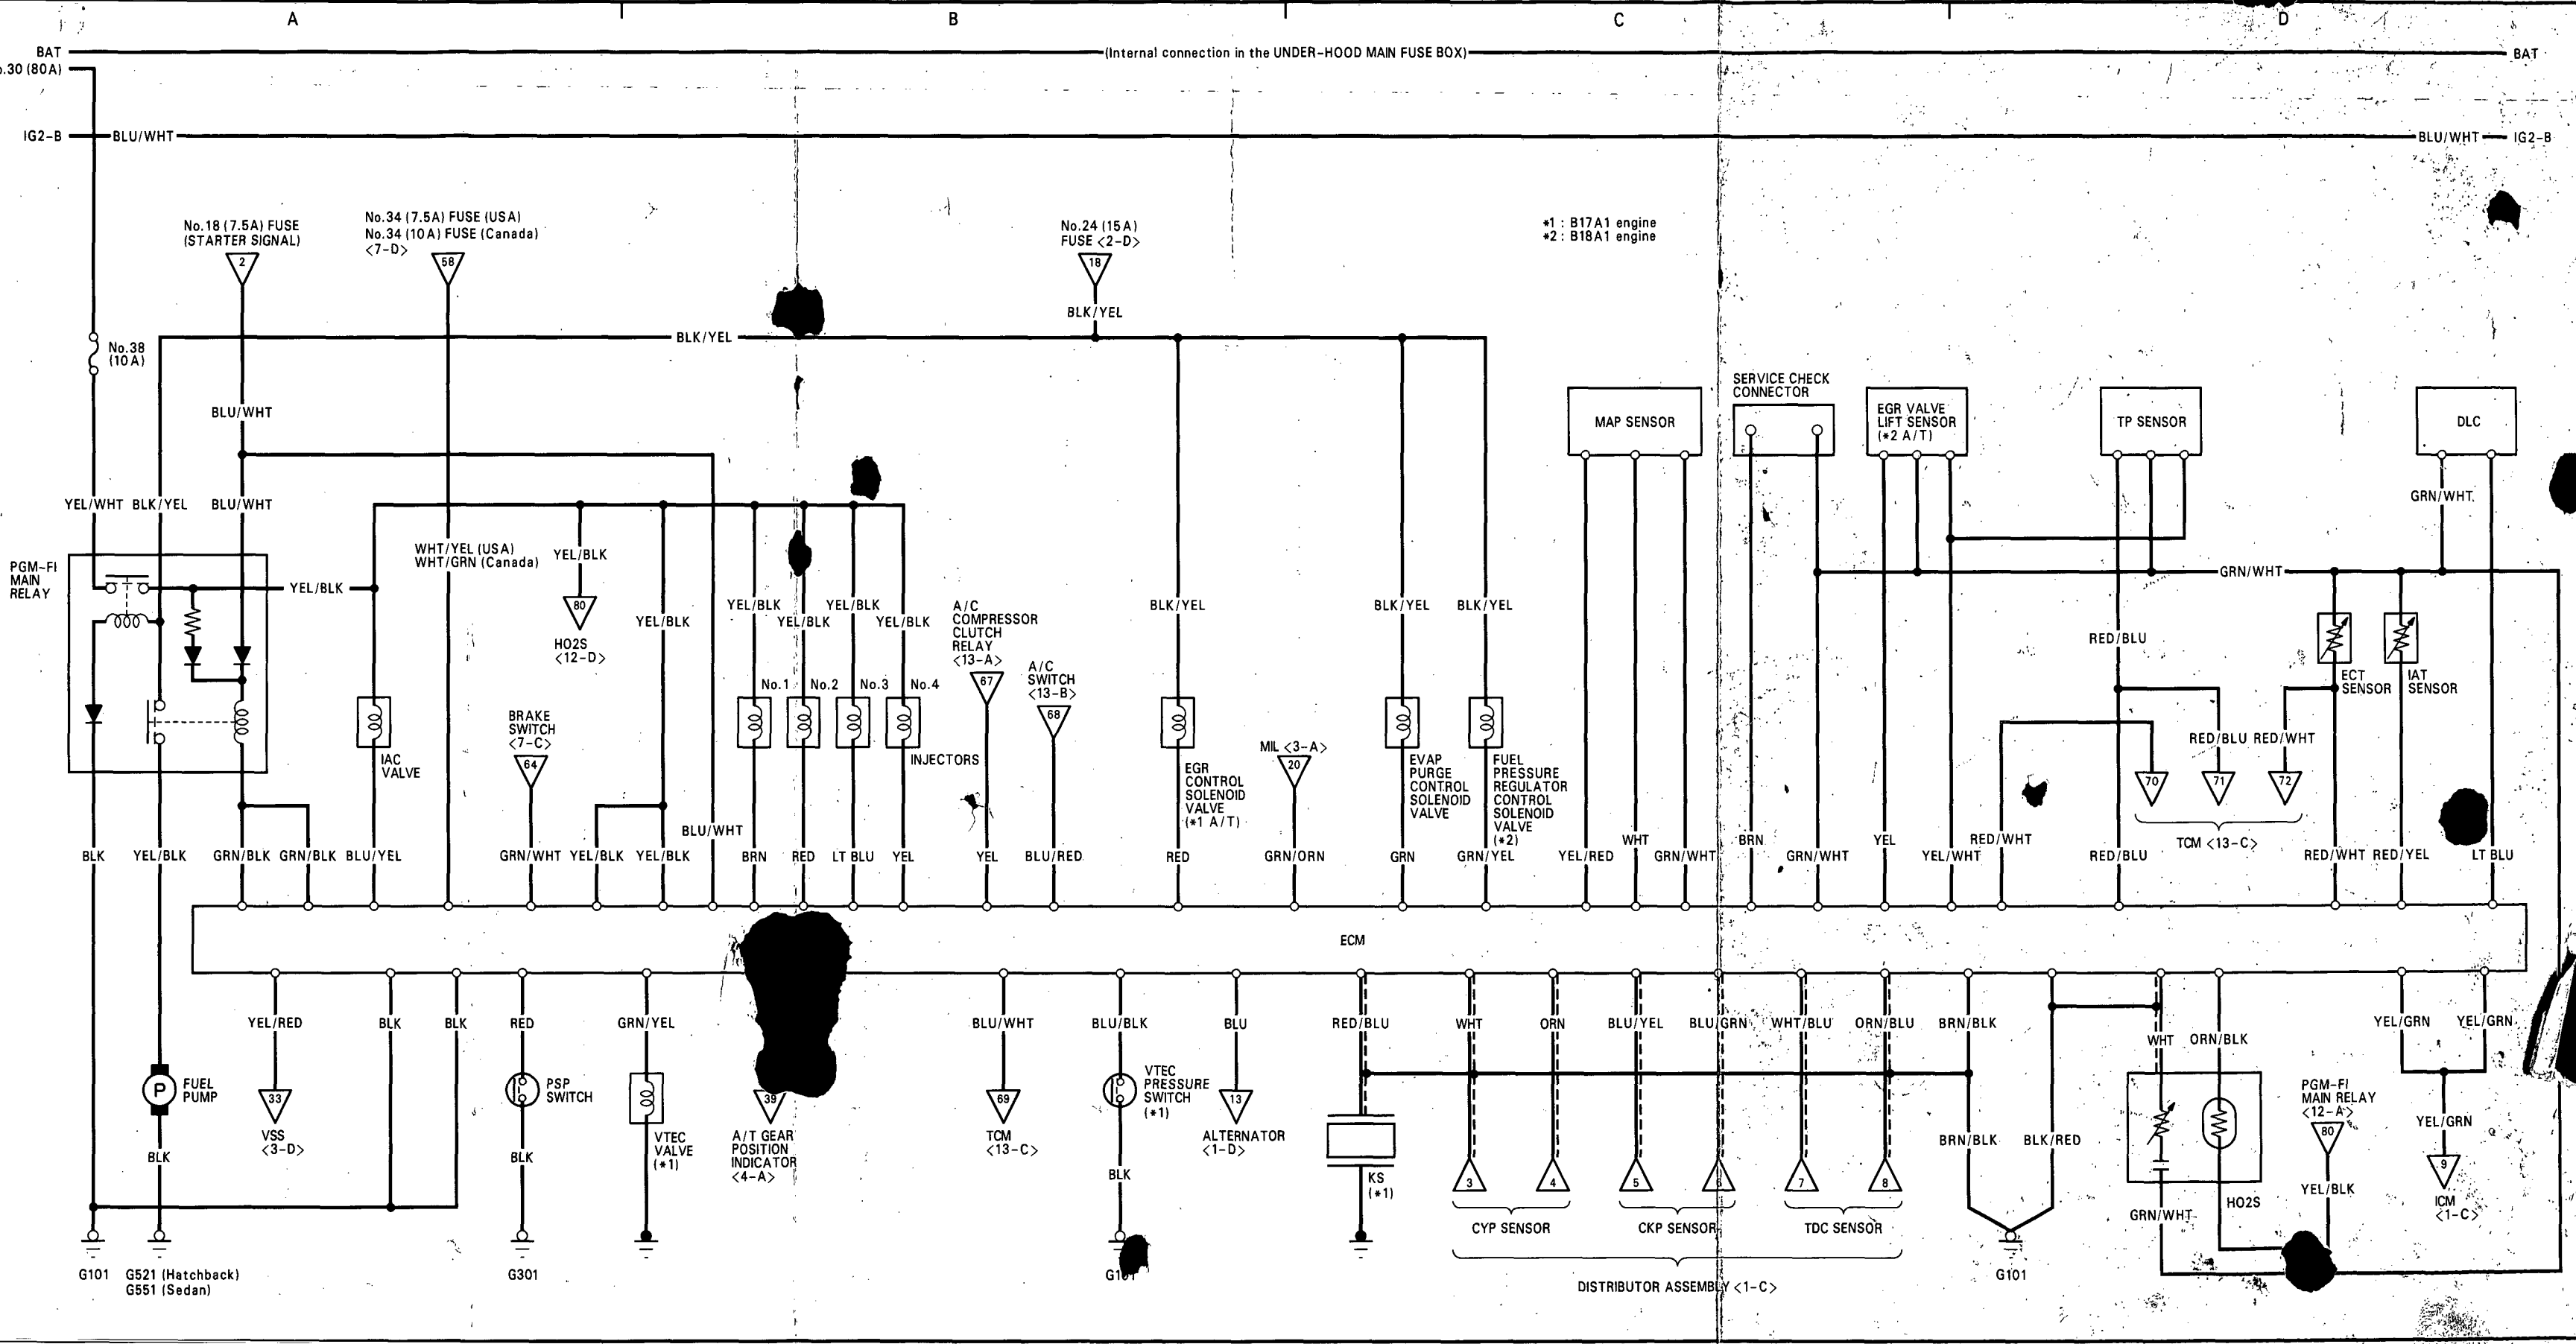 A
B
C
D
BAT
(Internal connection in the UNDER-HOOD MAIN FUSE BOX)
BAT
.30 (80A)
IG2-B
BLU/WHT
BLU/WHT
IG2-B
No.18 (7.5A) FUSE
(STARTER SIGNAL)
2
No.34 (7.5A) FUSE (USA)
No.34 (10A) FUSE (Canada)
<7-D>
58
No.24 (15A)
FUSE <2-D>
18
BLK/YEL
*1 : B17A1 engine
*2 : B18A1 engine
No.38
(10A)
BLK/YEL
BLU/WHT
MAP SENSOR
SERVICE CHECK
CONNECTOR
EGR VALVE
LIFT SENSOR
(*2 A/T)
TP SENSOR
DLC
YEL/WHT
BLK/YEL
BLU/WHT
GRN/WHT
PGM-FI
MAIN
RELAY
YEL/BLK
WHT/YEL (USA)
WHT/GRN (Canada)
YEL/BLK
80
HO2S
<12-D>
YEL/BLK
YEL/BLK
YEL/BLK
YEL/BLK
YEL/BLK
A/C
COMPRESSOR
CLUTCH
RELAY
<13-A>
67
A/C
SWITCH
<13-B>
68
BLK/YEL
BLK/YEL
BLK/YEL
GRN/WHT
RED/BLU
ECT
SENSOR
IAT
SENSOR
No.1
No.2
No.3
No.4
INJECTORS
IAC
VALVE
BRAKE
SWITCH
<7-C>
64
EGR
CONTROL
SOLENOID
VALVE
(*1 A/T)
MIL <3-A>
20
EVAP
PURGE
CONTROL
SOLENOID
VALVE
FUEL
PRESSURE
REGULATOR
CONTROL
SOLENOID
VALVE
(*2)
RED/BLU
RED/WHT
70
71
72
TCM <13-C>
BLK
YEL/BLK
GRN/BLK
GRN/BLK
BLU/YEL
GRN/WHT
YEL/BLK
YEL/BLK
BLU/WHT
BRN
RED
LT BLU
YEL
YEL
BLU/RED
RED
GRN/ORN
GRN
GRN/YEL
YEL/RED
WHT
GRN/WHT
BRN
GRN/WHT
YEL
YEL/WHT
RED/WHT
RED/BLU
RED/WHT
RED/YEL
LT BLU
ECM
YEL/RED
BLK
BLK
RED
GRN/YEL
BLU/WHT
BLU/BLK
BLU
RED/BLU
WHT
ORN
BLU/YEL
BLU/GRN
WHT/BLU
ORN/BLU
BRN/BLK
WHT
ORN/BLK
YEL/GRN
YEL/GRN
P
FUEL
PUMP
33
VSS
<3-D>
PSP
SWITCH
VTEC
VALVE
(*1)
39
A/T GEAR
POSITION
INDICATOR
<4-A>
69
TCM
<13-C>
VTEC
PRESSURE
SWITCH
(*1)
13
ALTERNATOR
<1-D>
KS
(*1)
3
4
5
7
8
CYP SENSOR
CKP SENSOR
TDC SENSOR
DISTRIBUTOR ASSEMBLY <1-C>
BRN/BLK
BLK/RED
PGM-FI
MAIN RELAY
<12-A>
80
YEL/BLK
YEL/GRN
9
ICM
<1-C>
HO2S
GRN/WHT
BLK
BLK
BLK
G101
G521 (Hatchback)
G551 (Sedan)
G301
G101